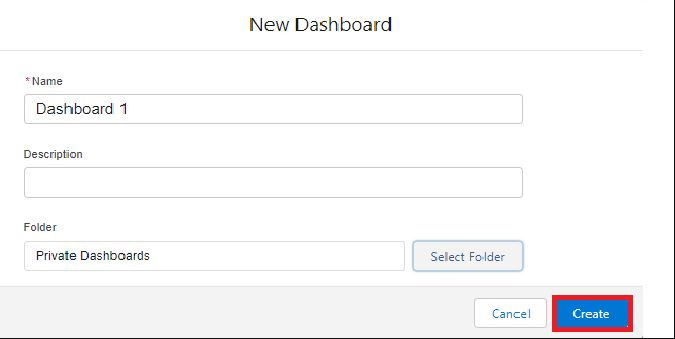 New Dashboard
* Name
Dashboard 1
Description
Folder
Private Dashboards
Select Folder
Cancel
Create